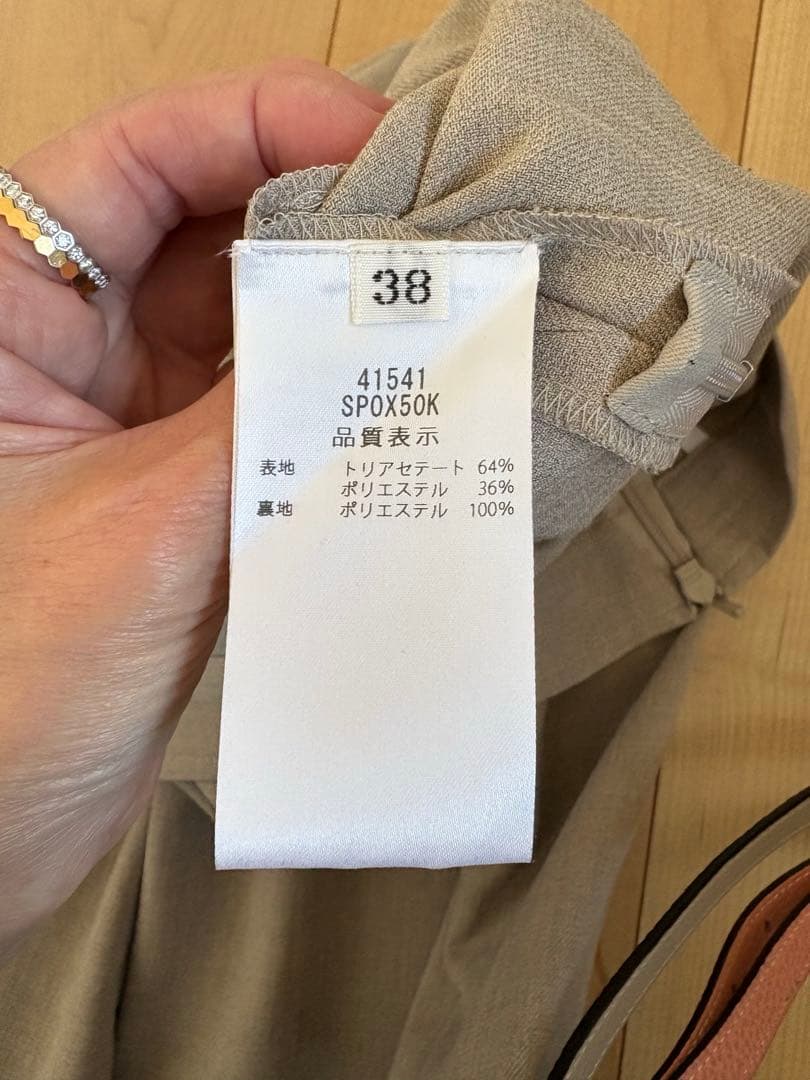 38
41541
SPOX50K
品質表示
表地 トリアセテート 64%
ポリエステル 36%
裏地 ポリエステル 100%